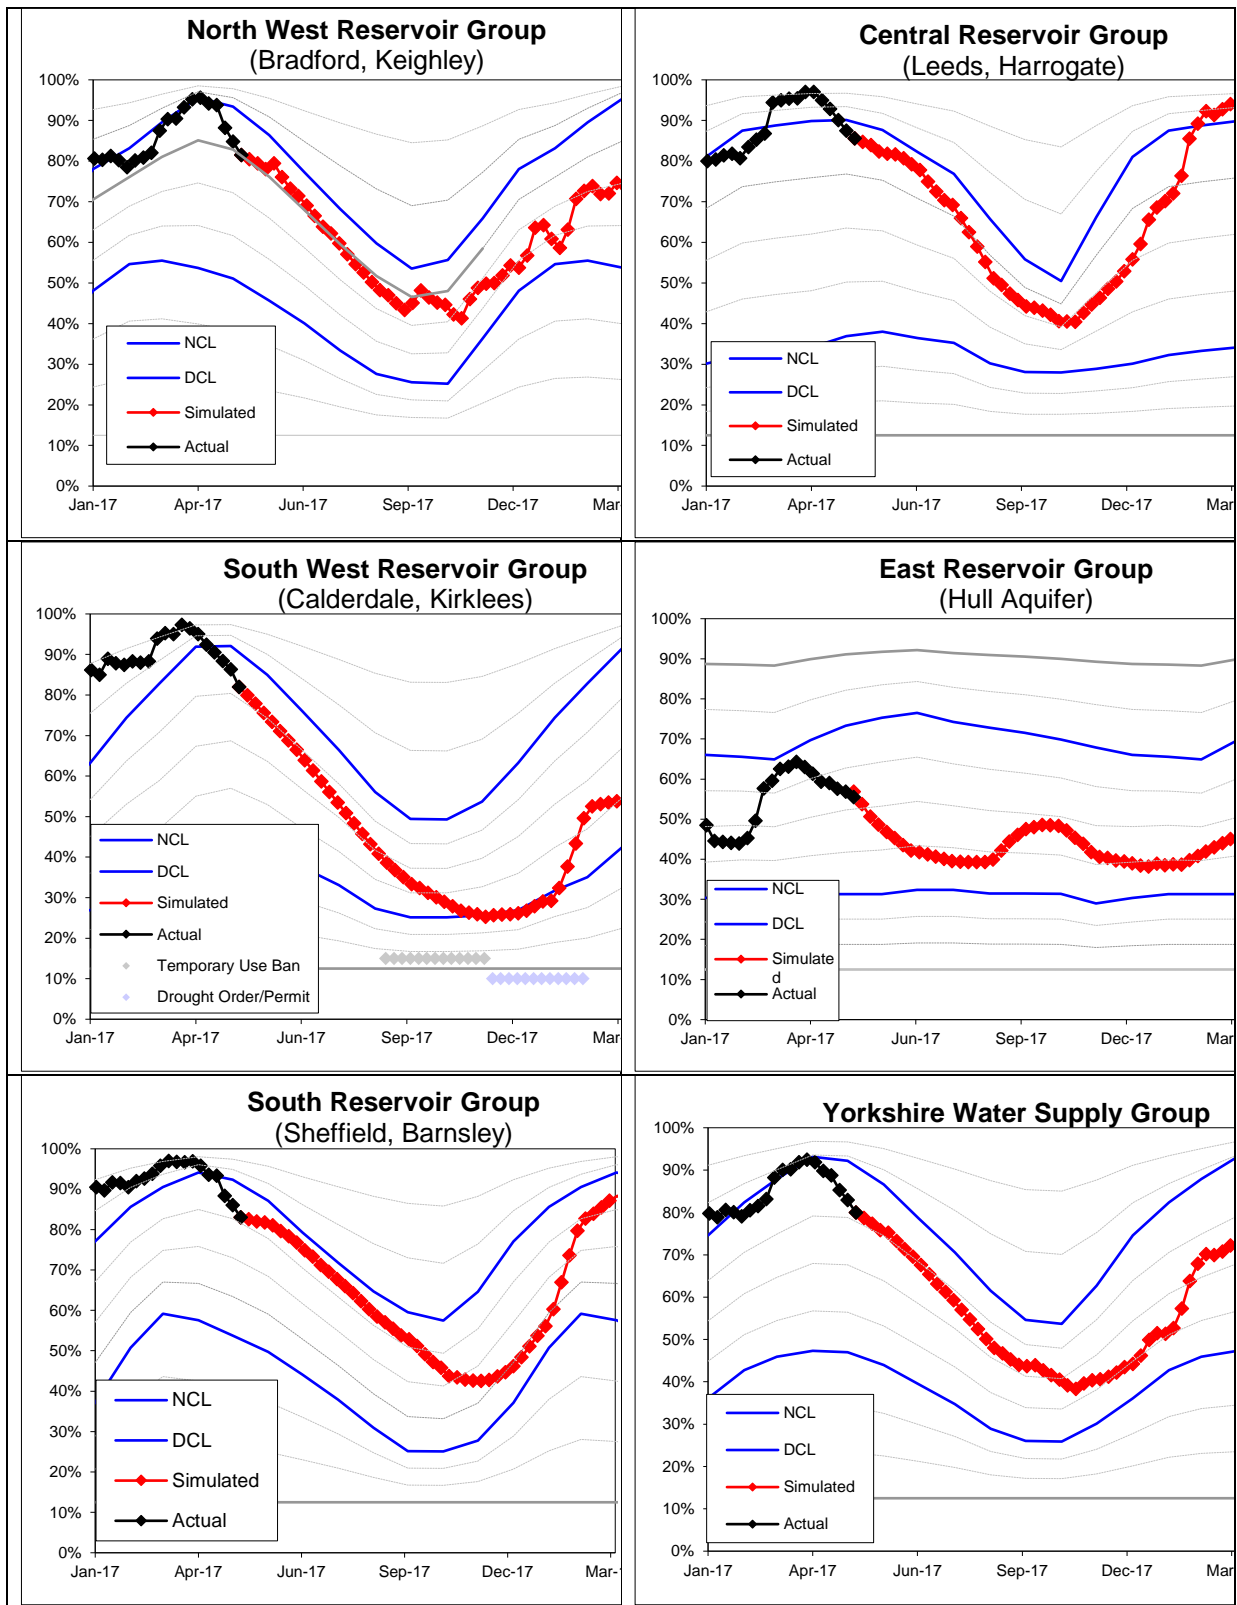 North West Reservoir Group
(Bradford, Keighley)
100%
90%
80%
70%
60%
50%
40%
30%
20%
10%
0%
NCL
DCL
Simulated
Actual
Jan-17 Apr-17 Jun-17 Sep-17 Dec-17 Mar-
Central Reservoir Group
(Leeds, Harrogate)
100%
90%
80%
70%
60%
50%
40%
30%
20%
10%
0%
NCL
DCL
Simulated
Actual
Jan-17 Apr-17 Jun-17 Sep-17 Dec-17 Mar-
South West Reservoir Group
(Calderdale, Kirklees)
100%
90%
80%
70%
60%
50%
40%
30%
20%
10%
0%
NCL
DCL
Simulated
Actual
Temporary Use Ban
Drought Order/Permit
Jan-17 Apr-17 Jun-17 Sep-17 Dec-17 Mar-
East Reservoir Group
(Hull Aquifer)
100%
90%
80%
70%
60%
50%
40%
30%
20%
10%
0%
NCL
DCL
Simulate
d
Actual
Jan-17 Apr-17 Jun-17 Sep-17 Dec-17 Mar-
South Reservoir Group
(Sheffield, Barnsley)
100%
90%
80%
70%
60%
50%
40%
30%
20%
10%
0%
NCL
DCL
Simulated
Actual
Jan-17 Apr-17 Jun-17 Sep-17 Dec-17 Mar-
Yorkshire Water Supply Group
100%
90%
80%
70%
60%
50%
40%
30%
20%
10%
0%
NCL
DCL
Simulated
Actual
Jan-17 Apr-17 Jun-17 Sep-17 Dec-17 Mar-